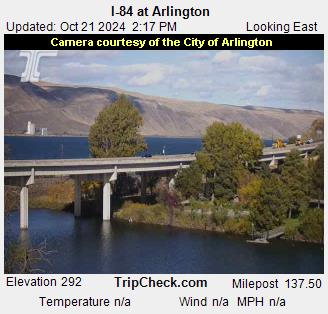 I-84 at Arlington
Updated: Oct 21 2024 2:17 PM Looking East
Camera courtesy of the City of Arlington
Elevation 292 TripCheck.com Milepost 137.50
Temperature n/a Wind n/a MPH n/a